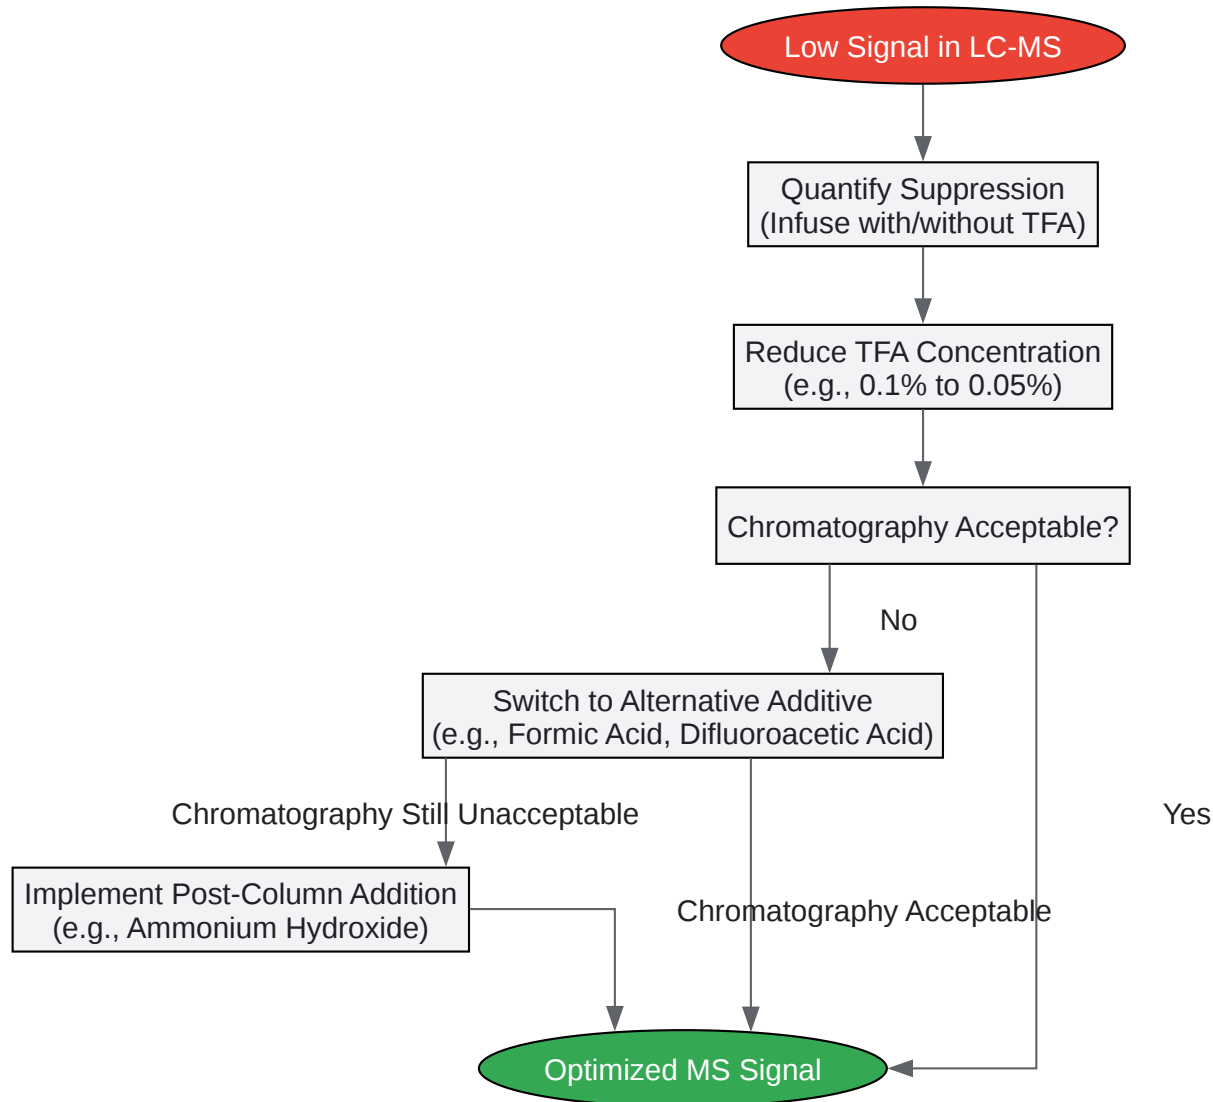 Low Signal in LC-MS
Quantify Suppression
(Infuse with/without TFA)
Reduce TFA Concentration
(e.g., 0.1% to 0.05%)
Chromatography Acceptable?
No
Switch to Alternative Additive
(e.g., Formic Acid, Difluoroacetic Acid)
Chromatography Still Unacceptable
Yes
Implement Post-Column Addition
(e.g., Ammonium Hydroxide)
Chromatography Acceptable
Optimized MS Signal